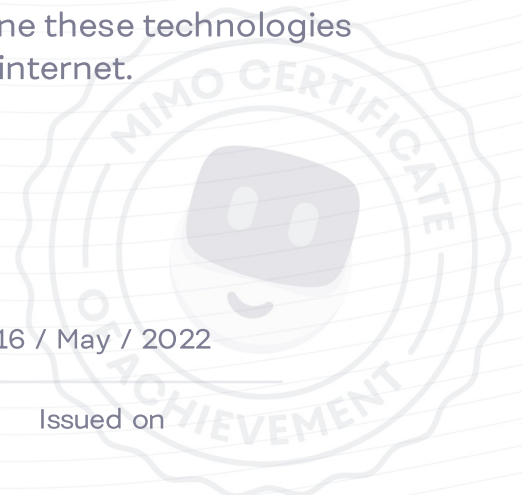 ne these technologies
internet.
MIMO CERTIFICATE
OF ACHIEVEMENT
16 / May / 2022
Issued on